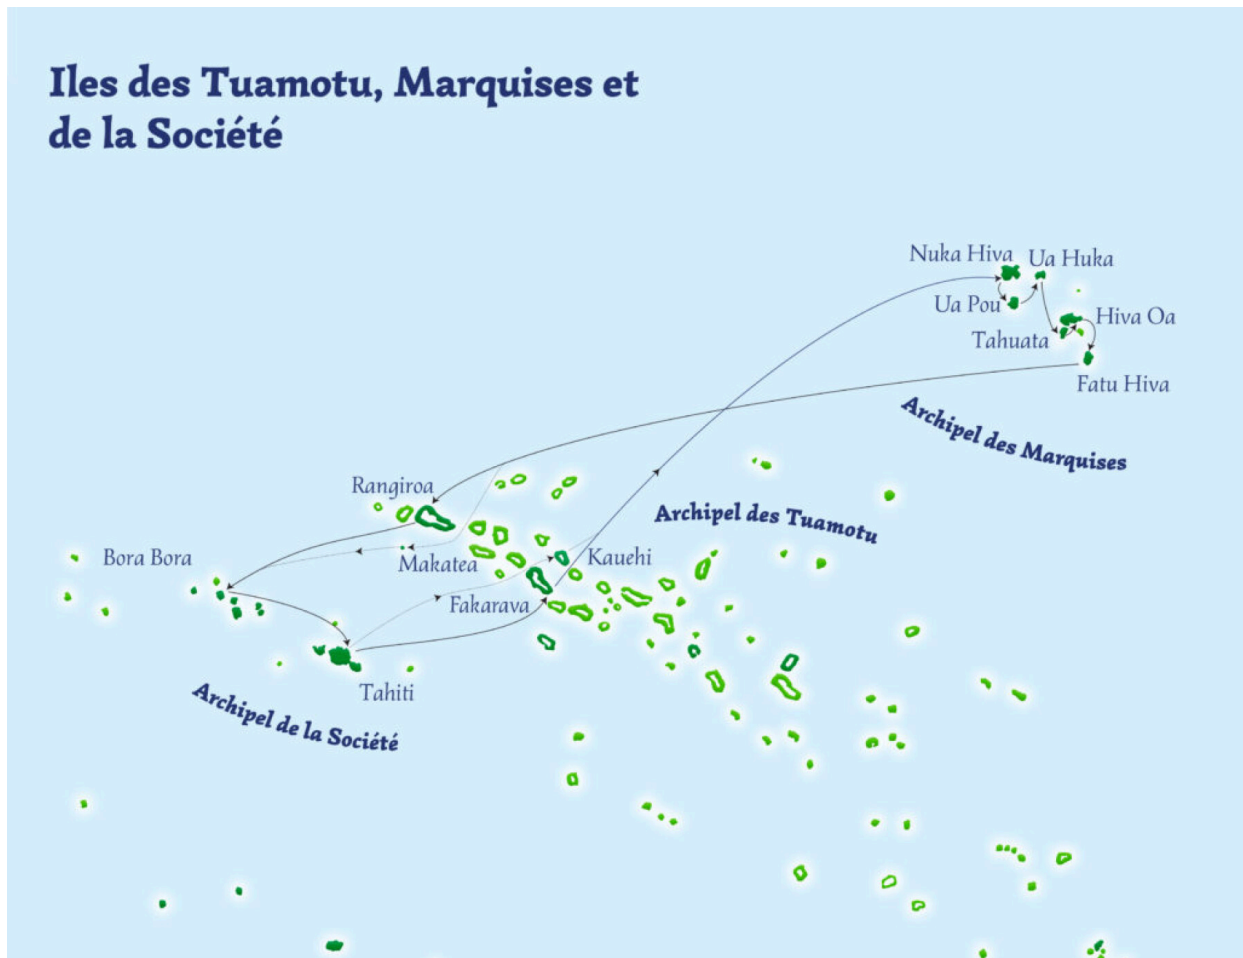 Iles des Tuamotu, Marquises et
de la Société
Nuka Hiva
Ua Huka
Ua Pou
Hiva Oa
Tahuata
Fatu Hiva
Archipel des Marquises
Rangiroa
Archipel des Tuamotu
Bora Bora
Makatea
Kauehi
Fakarava
Tahiti
Archipel de la Société